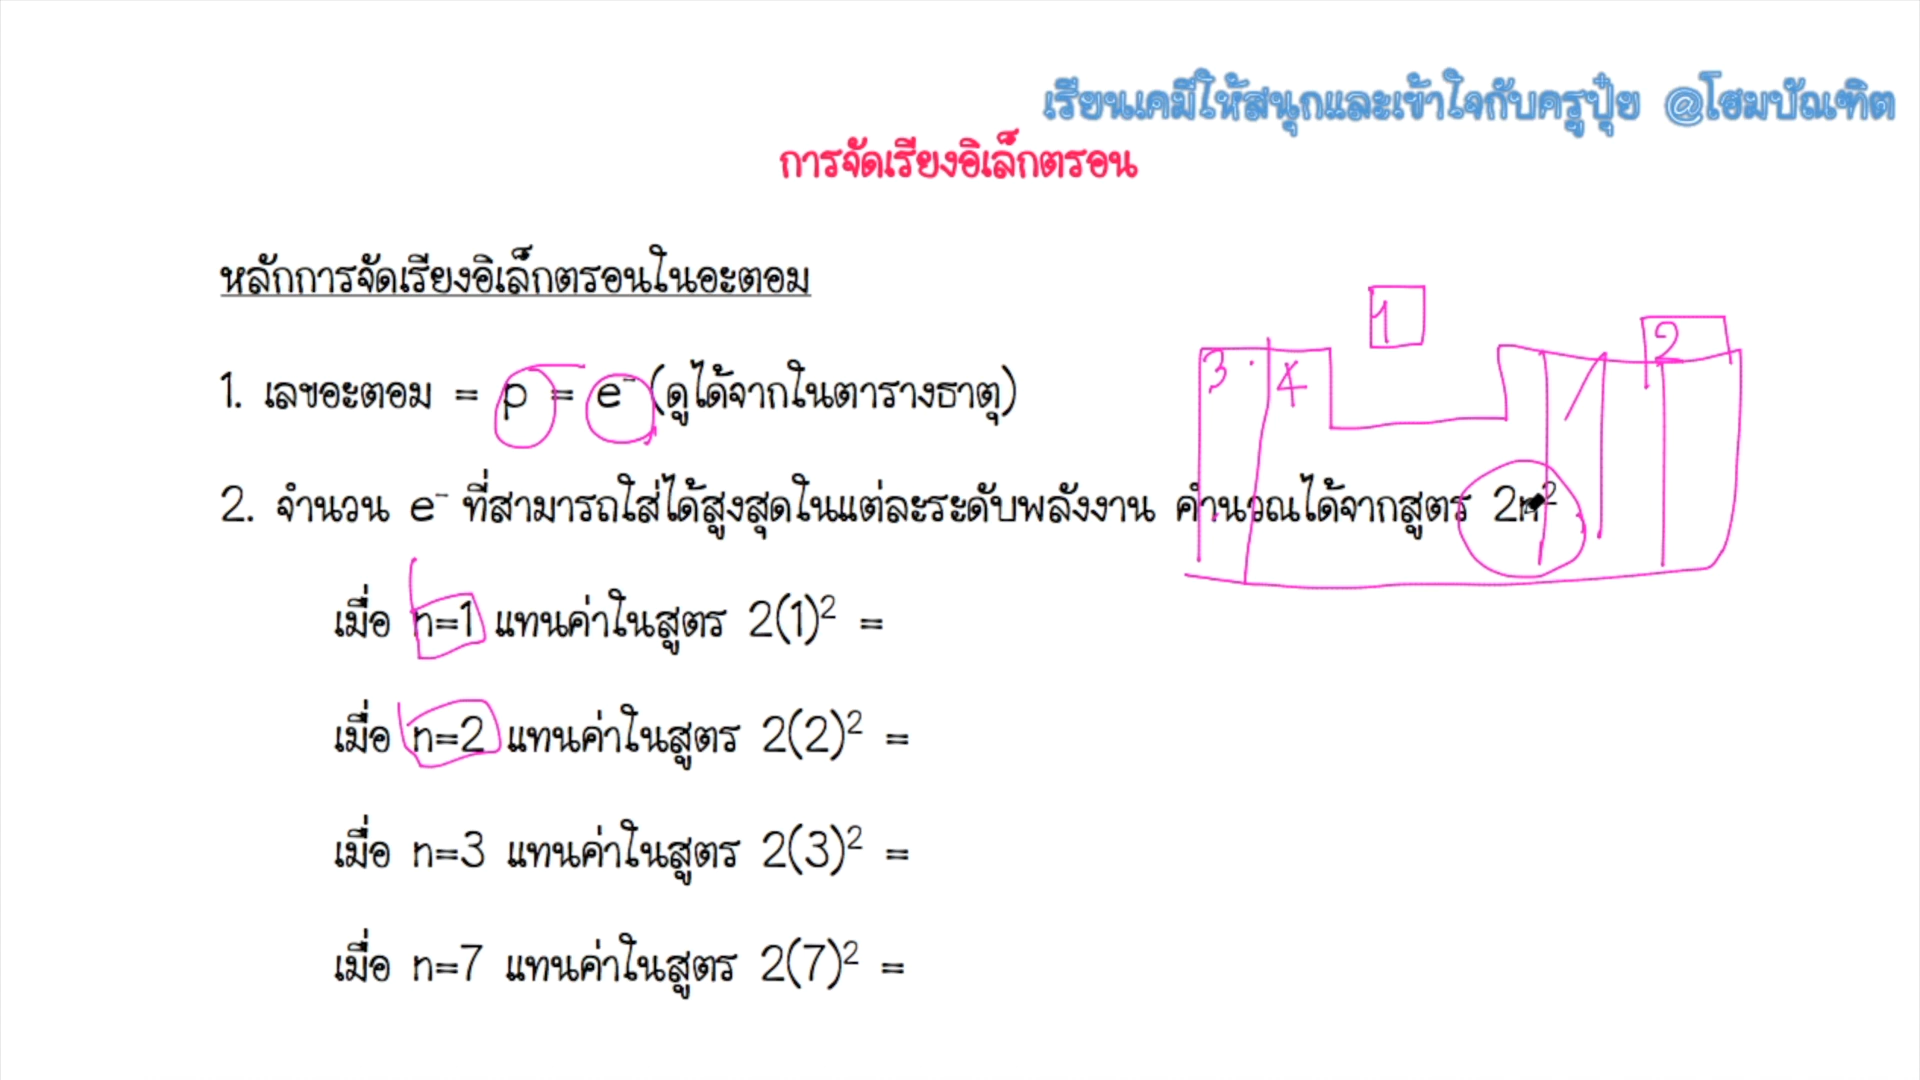 เรียนเคมีให้สนุกและเข้าใจกับครูปุ๋ย @โฮมบัณฑิต
การจัดเรียงอิเล็กตรอน
หลักการจัดเรียงอิเล็กตรอนในอะตอม
1
2
3 4
1. เลขอะตอม = p = e⁻ (ดูได้จากในตารางธาตุ)
2. จำนวน e⁻ ที่สามารถใส่ได้สูงสุดในแต่ละระดับพลังงาน คำนวณได้จากสูตร 2n²
เมื่อ n=1 แทนค่าในสูตร 2(1)² =
เมื่อ n=2 แทนค่าในสูตร 2(2)² =
เมื่อ n=3 แทนค่าในสูตร 2(3)² =
เมื่อ n=7 แทนค่าในสูตร 2(7)² =